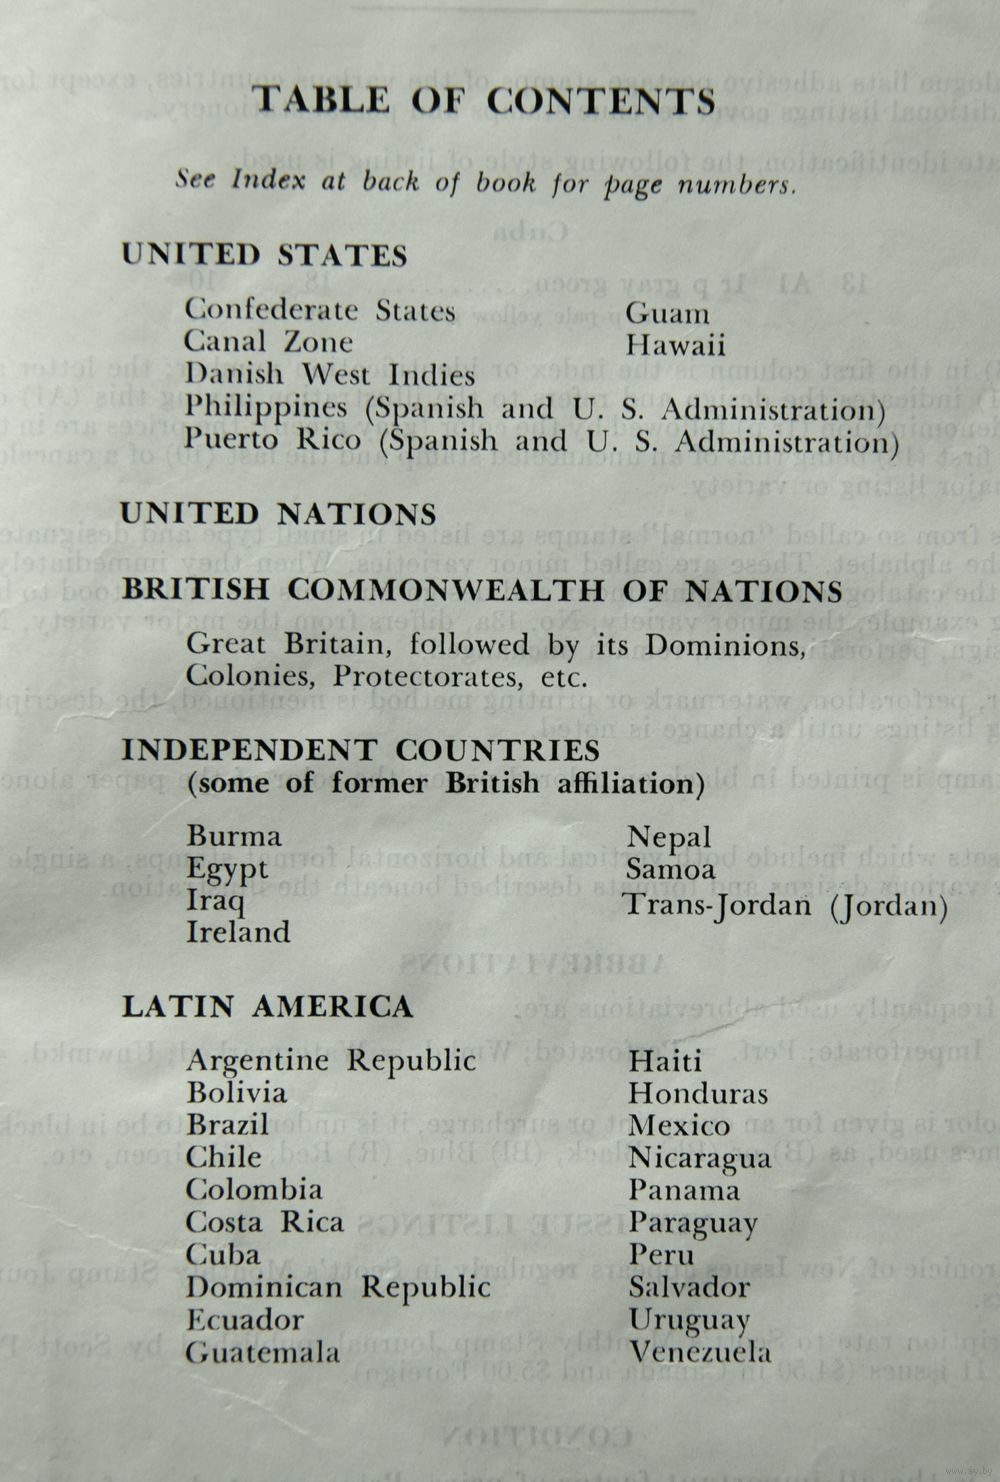 TABLE OF CONTENTS
See Index at back of book for page numbers.
UNITED STATES
Confederate States
Canal Zone
Danish West Indies
Philippines (Spanish and U. S. Administration)
Puerto Rico (Spanish and U. S. Administration)
Guam
Hawaii
UNITED NATIONS
BRITISH COMMONWEALTH OF NATIONS
Great Britain, followed by its Dominions,
Colonies, Protectorates, etc.
INDEPENDENT COUNTRIES
(some of former British affiliation)
Burma
Egypt
Iraq
Ireland
Nepal
Samoa
Trans-Jordan (Jordan)
LATIN AMERICA
Argentine Republic
Bolivia
Brazil
Chile
Colombia
Costa Rica
Cuba
Dominican Republic
Ecuador
Guatemala
Haiti
Honduras
Mexico
Nicaragua
Panama
Paraguay
Peru
Salvador
Uruguay
Venezuela
www.ay.by